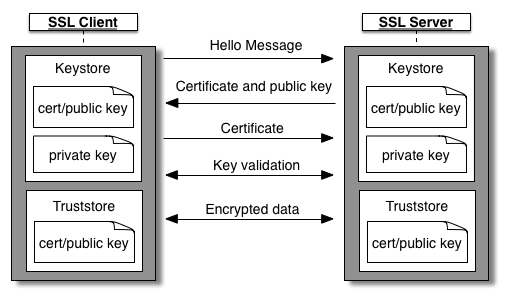 SSL Client
SSL Server
Hello Message
Keystore
Keystore
Certificate and public key
cert/public key
cert/public key
Certificate
private key
private key
Key validation
Truststore
Truststore
Encrypted data
cert/public key
cert/public key